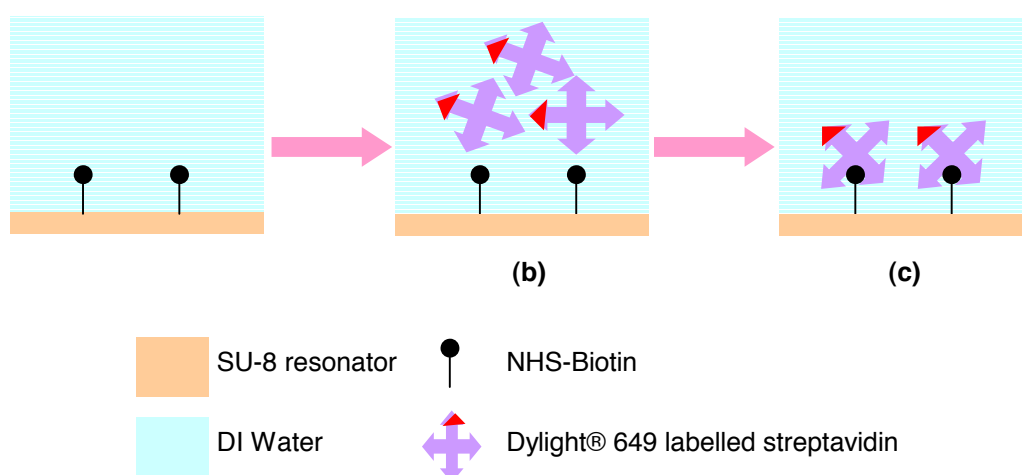 (b)
(c)
SU-8 resonator
NHS-Biotin
DI Water
Dylight® 649 labelled streptavidin